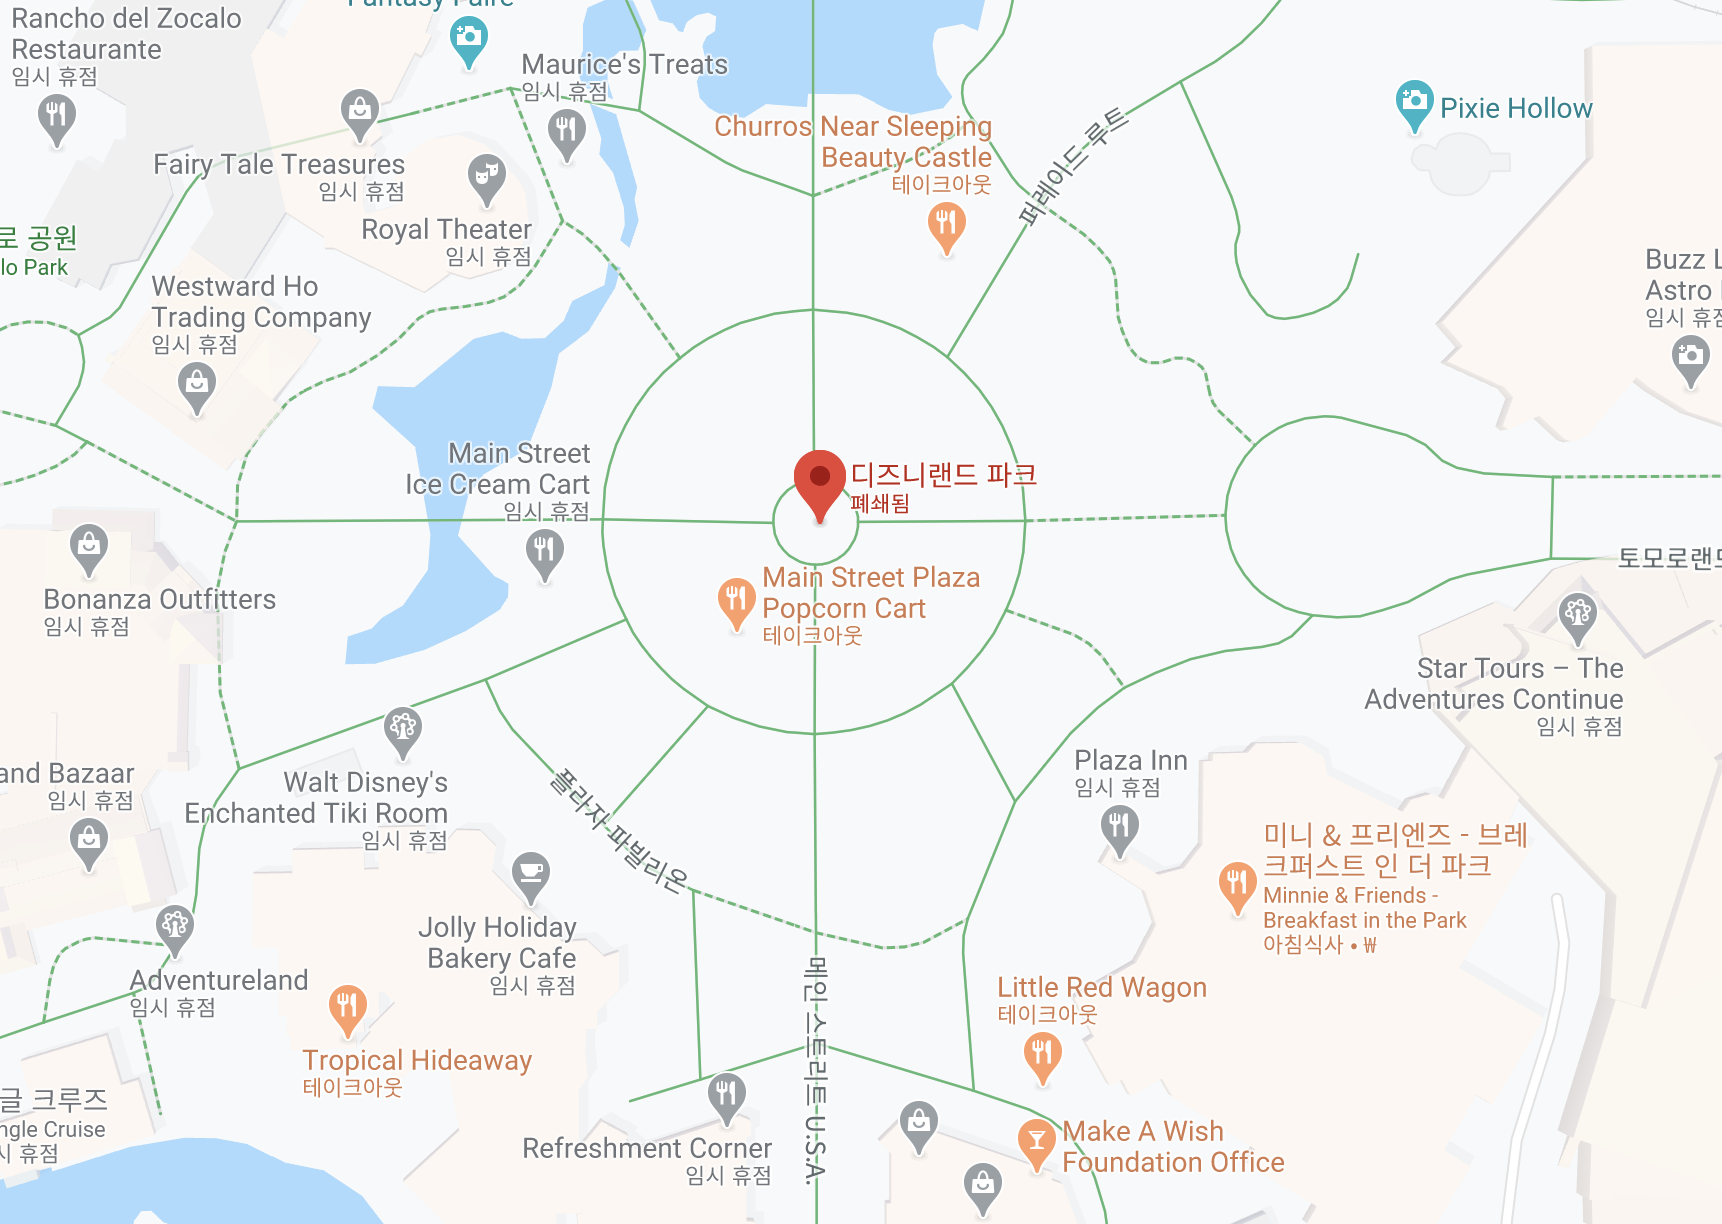 Fantasy Faire
Rancho del Zocalo
Restaurante
임시 휴점
Maurice's Treats
임시 휴점
Pixie Hollow
Churros Near Sleeping
Beauty Castle
테이크아웃
퍼레이드 루트
Fairy Tale Treasures
임시 휴점
Royal Theater
임시 휴점
로 공원
lo Park
Westward Ho
Trading Company
임시 휴점
Buzz L
Astro
임시 휴점
Main Street
Ice Cream Cart
임시 휴점
디즈니랜드 파크
폐쇄됨
토모로랜드
Main Street Plaza
Popcorn Cart
테이크아웃
Bonanza Outfitters
임시 휴점
Star Tours – The
Adventures Continue
임시 휴점
and Bazaar
임시 휴점
Walt Disney's
Enchanted Tiki Room
임시 휴점
플라자 파빌리온
Plaza Inn
임시 휴점
미니 & 프리엔즈 - 브레
크퍼스트 인 더 파크
Minnie & Friends -
Breakfast in the Park
아침식사 • ₩
Jolly Holiday
Bakery Cafe
임시 휴점
Adventureland
임시 휴점
메인 스트리트 U.S.A.
Little Red Wagon
테이크아웃
Tropical Hideaway
테이크아웃
글 크루즈
ngle Cruise
시 휴점
Refreshment Corner
임시 휴점
Make A Wish
Foundation Office